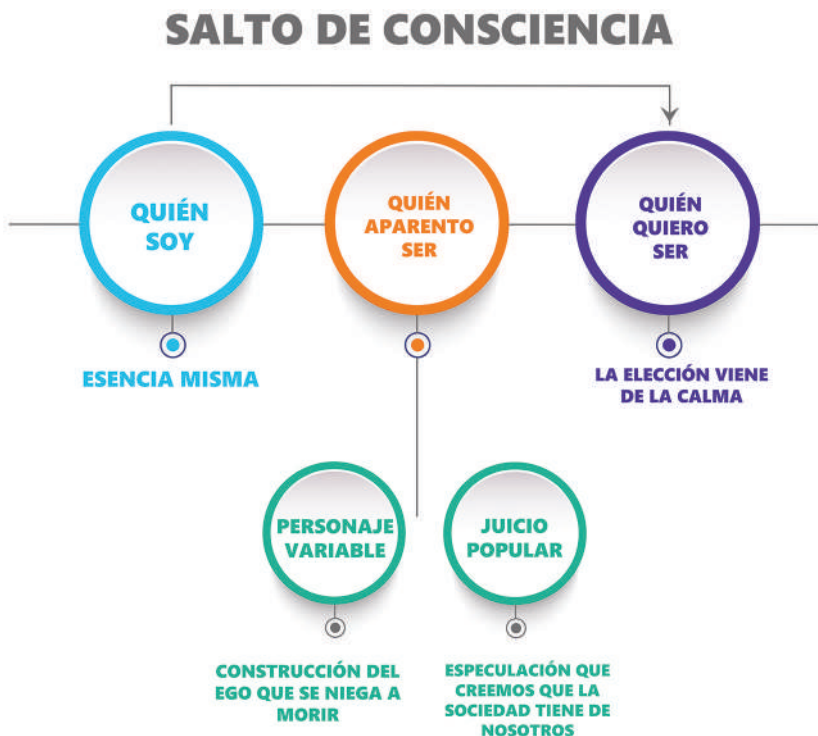 SALTO DE CONSCIENCIA
QUIÉN
SOY
QUIÉN
APARENTO
SER
QUIÉN
QUIERO
SER
ESENCIA MISMA
LA ELECCIÓN VIENE
DE LA CALMA
PERSONAJE
VARIABLE
JUICIO
POPULAR
CONSTRUCCIÓN DEL
EGO QUE SE NIEGA A
MORIR
ESPECULACIÓN QUE
CREEMOS QUE LA
SOCIEDAD TIENE DE
NOSOTROS